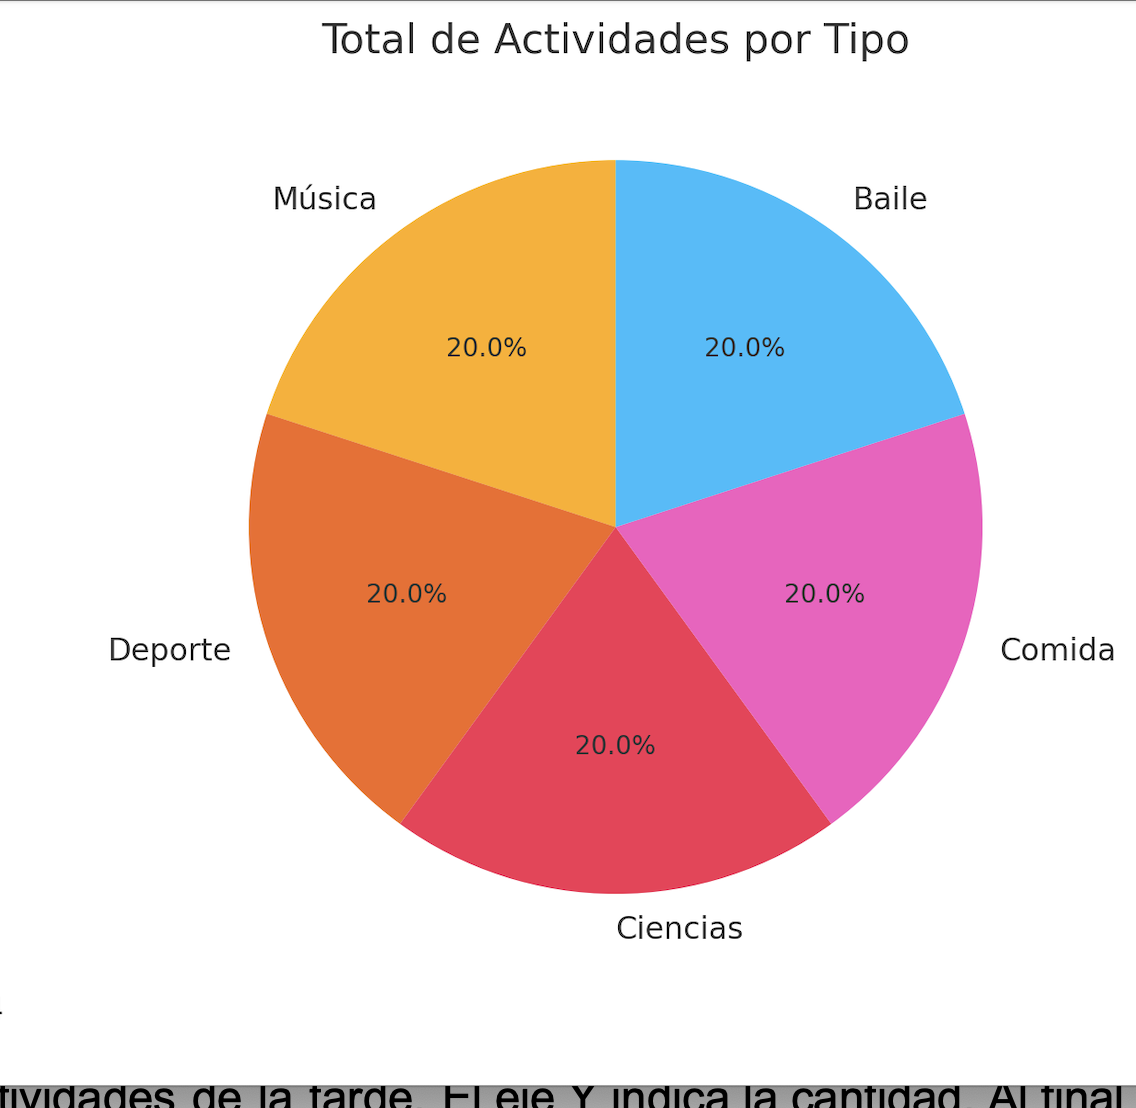 Total de Actividades por Tipo
Música
Baile
20.0%
20.0%
20.0%
20.0%
Deporte
Comida
20.0%
Ciencias
tividades de la tarde. El eje Y indica la cantidad. Al final